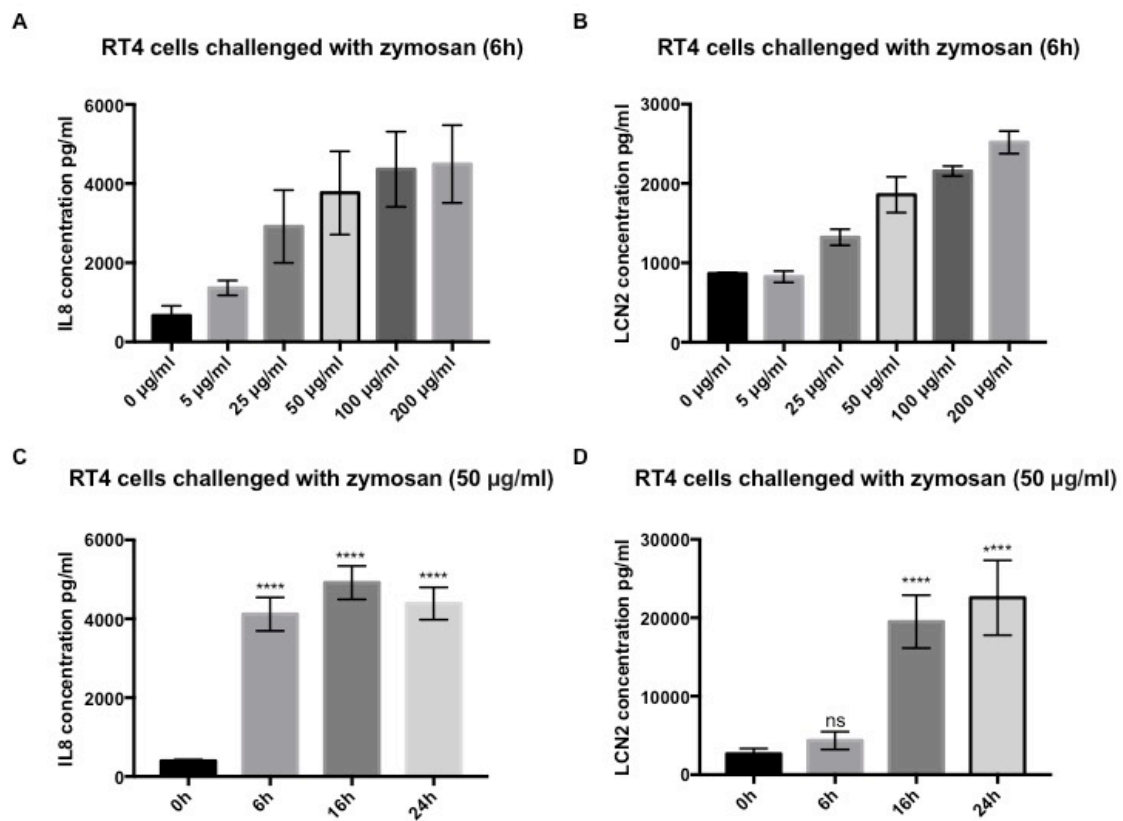 A
RT4 cells challenged with zymosan (6h)
IL8 concentration pg/ml
6000
4000
2000
0
0 µg/ml
5 µg/ml
25 µg/ml
50 µg/ml
100 µg/ml
200 µg/ml
B
RT4 cells challenged with zymosan (6h)
LCN2 concentration pg/ml
3000
2000
1000
0
0 µg/ml
5 µg/ml
25 µg/ml
50 µg/ml
100 µg/ml
200 µg/ml
C
RT4 cells challenged with zymosan (50 µg/ml)
IL8 concentration pg/ml
6000
4000
2000
0
****
****
****
0h
6h
16h
24h
D
RT4 cells challenged with zymosan (50 µg/ml)
LCN2 concentration pg/ml
30000
20000
10000
0
ns
****
****
0h
6h
16h
24h